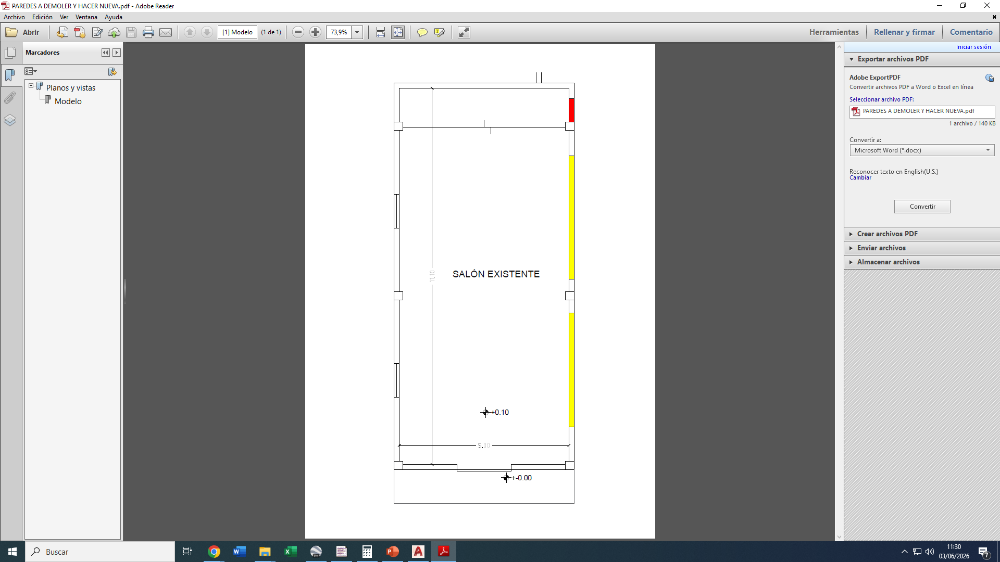 PAREDES A DEMOLER Y HACER NUEVA.pdf - Adobe Reader
Archivo Edición Ver Ventana Ayuda
Abrir [1] Modelo (1 de 1) 73,9% Herramientas Rellenar y firmar Comentario
Marcadores
Planos y vistas
Modelo
11.10
SALÓN EXISTENTE
+0.10
5.00
+-0.00
Iniciar sesión
Exportar archivos PDF
Adobe ExportPDF
Convertir archivos PDF a Word o Excel en línea
Seleccionar archivo PDF:
PAREDES A DEMOLER Y HACER NUEVA.pdf
1 archivo / 140 KB
Convertir a:
Microsoft Word (*.docx)
Reconocer texto en English(U.S.)
Cambiar
Convertir
Crear archivos PDF
Enviar archivos
Almacenar archivos
Buscar
11:30
03/06/2026
7